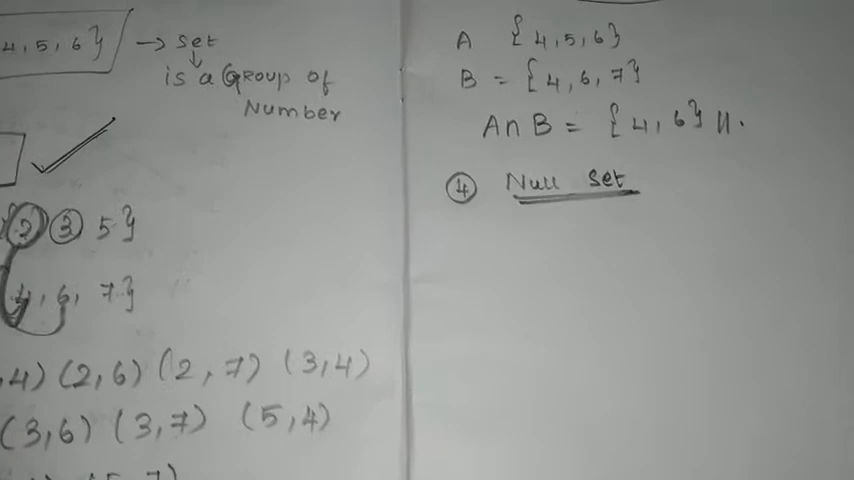 4, 5, 6} → set
is a Group of
Number
{2 3 5}
4, 6, 7}
,4) (2,6) (2,7) (3,4)
(3,6) (3,7) (5,4)
A {4,5,6}
B = {4,6,7}
A∩B = {4,6} //.
④ Null set